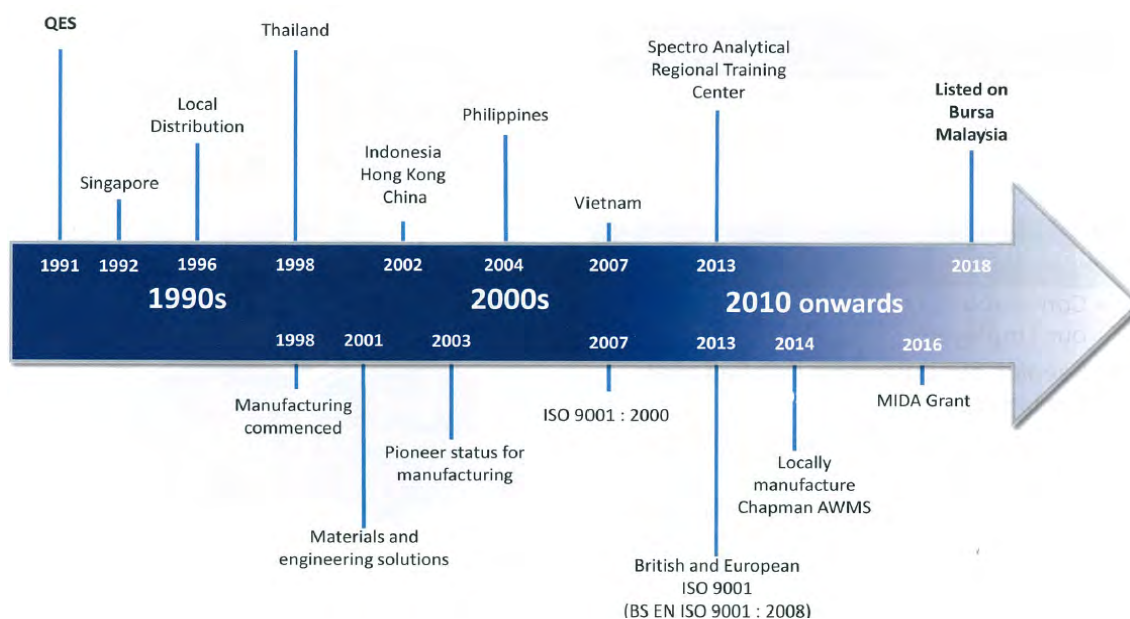 QES
Thailand
Spectro Analytical
Regional Training
Center
Local
Distribution
Philippines
Listed on
Bursa
Malaysia
Indonesia
Hong Kong
China
Singapore
Vietnam
1991 1992 1996 1998 2002 2004 2007 2013 2018
1990s 2000s 2010 onwards
1998 2001 2003 2007 2013 2014 2016
Manufacturing
commenced
ISO 9001 : 2000
MIDA Grant
Pioneer status for
manufacturing
Locally
manufacture
Chapman AWMS
Materials and
engineering solutions
British and European
ISO 9001
(BS EN ISO 9001 : 2008)